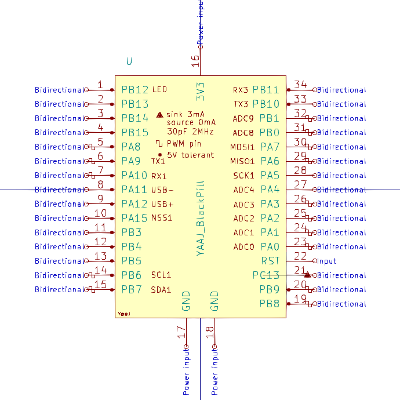 Power input
U
16
3V3
Bidirectional 1 PB12 LED
Bidirectional 2 PB13
Bidirectional 3 PB14
Bidirectional 4 PB15
Bidirectional 5 PA8
Bidirectional 6 PA9 TX1
Bidirectional 7 PA10 RX1
Bidirectional 8 PA11 USB-
Bidirectional 9 PA12 USB+
Bidirectional 10 PA15 NSS1
Bidirectional 11 PB3
Bidirectional 12 PB4
Bidirectional 13 PB5
Bidirectional 14 PB6 SCL1
Bidirectional 15 PB7 SDA1
sink 3mA
source 0mA
30pF 2MHz
PWM pin
5V tolerant
YAAJ_BlackPill
RX3 PB11 34 Bidirectional
TX3 PB10 33 Bidirectional
ADC9 PB1 32 Bidirectional
ADC8 PB0 31 Bidirectional
MOSI1 PA7 30 Bidirectional
MISO1 PA6 29 Bidirectional
SCK1 PA5 28 Bidirectional
ADC4 PA4 27 Bidirectional
ADC3 PA3 26 Bidirectional
ADC2 PA2 25 Bidirectional
ADC1 PA1 24 Bidirectional
ADC0 PA0 23 Bidirectional
RST 22 Input
PC13 21 Bidirectional
PB9 20 Bidirectional
PB8 19 Bidirectional
GND GND
Yaaj
17 18
Power input Power input